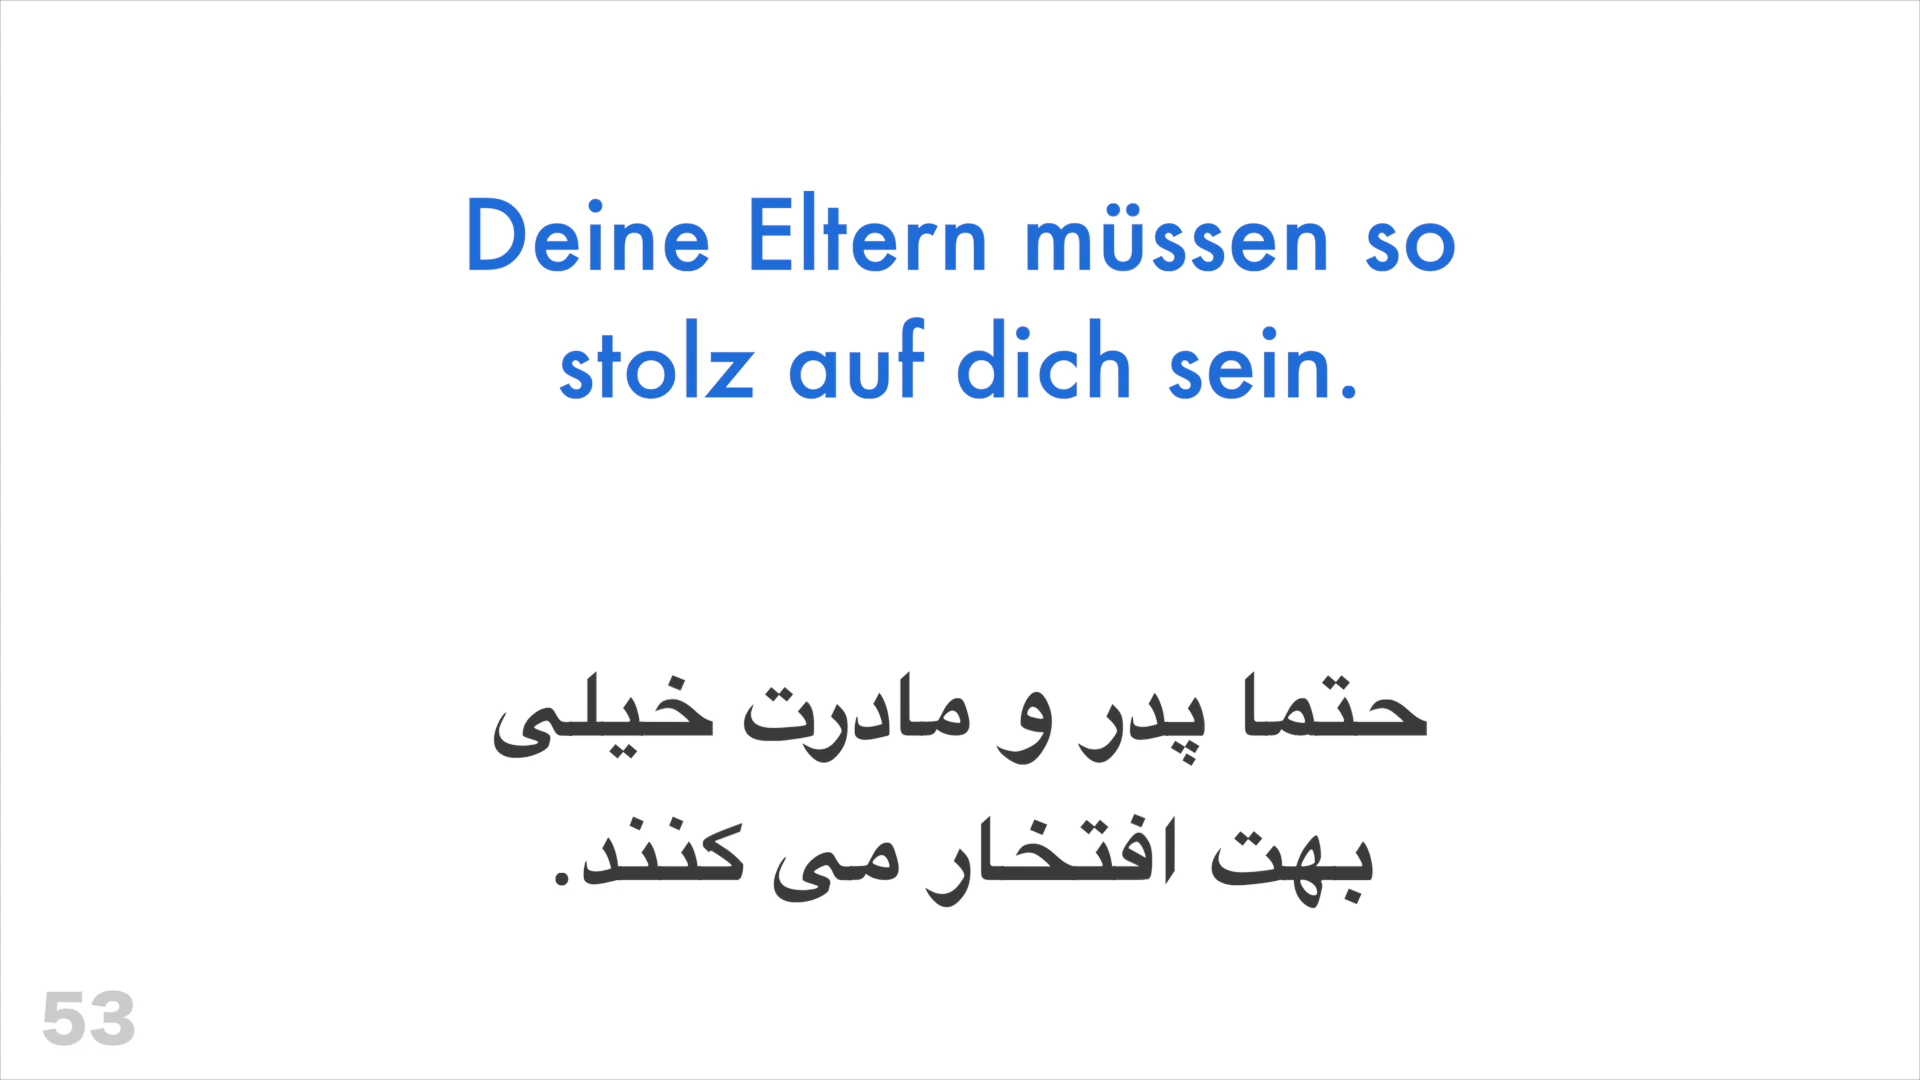 Deine Eltern müssen so
stolz auf dich sein.
حتما پدر و مادرت خیلی
بهت افتخار می کنند.
53